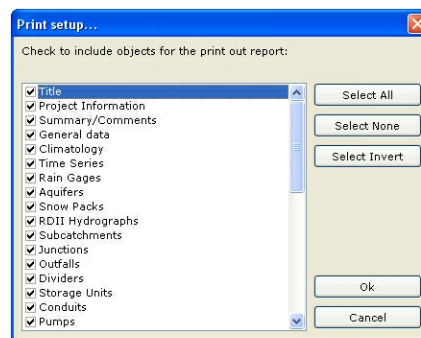 Print setup...
Check to include objects for the print out report:
Title
Project Information
Summary/Comments
General data
Climatology
Time Series
Rain Gages
Aquifers
Snow Packs
RDII Hydrographs
Subcatchments
Junctions
Outfalls
Dividers
Storage Units
Conduits
Pumps
Select All
Select None
Select Invert
Ok
Cancel